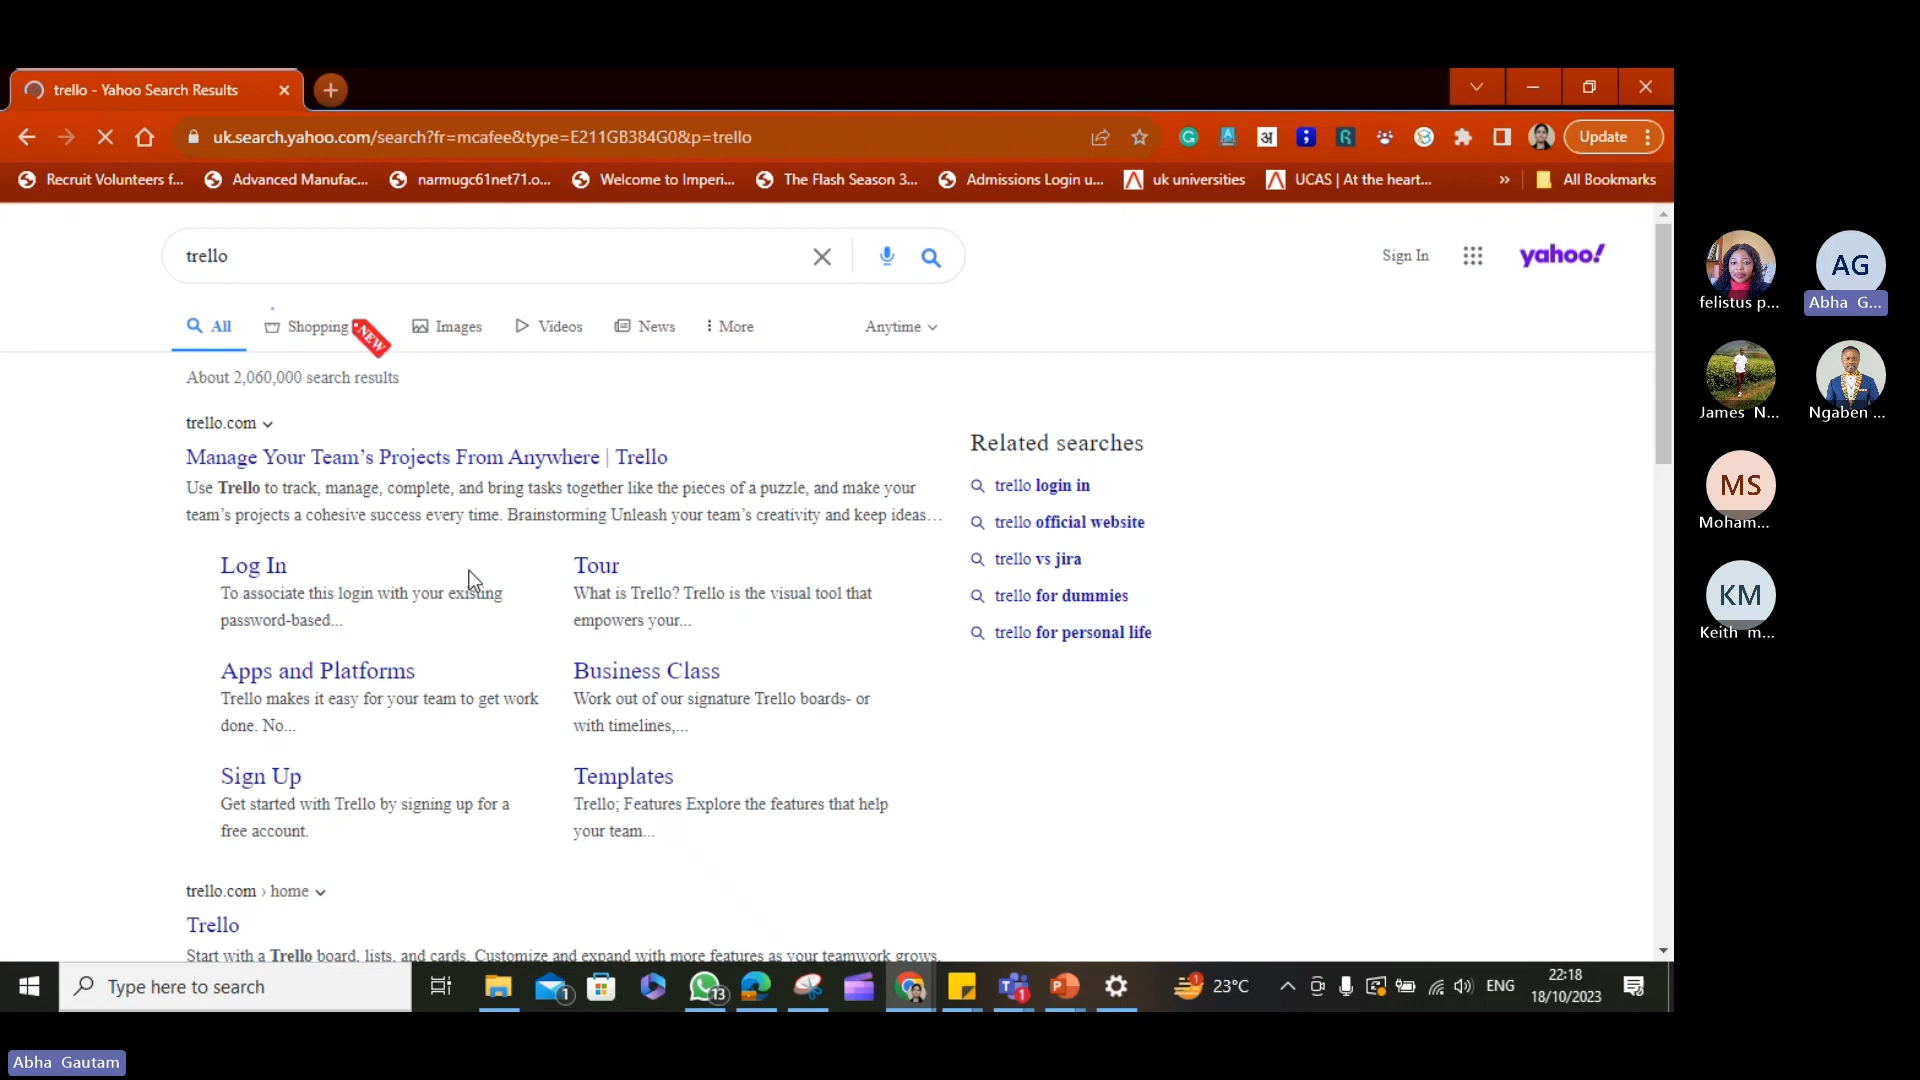 trello - Yahoo Search Results
uk.search.yahoo.com/search?fr=mcafee&type=E211GB384G0&p=trello
Update
Recruit Volunteers f...
Advanced Manufac...
narmugc61net71.o...
Welcome to Imperi...
The Flash Season 3...
Admissions Login u...
uk universities
UCAS | At the heart...
All Bookmarks
trello
Sign In
yahoo!
All
Shopping
NEW
Images
Videos
News
More
Anytime
About 2,060,000 search results
trello.com
Manage Your Team’s Projects From Anywhere | Trello
Use Trello to track, manage, complete, and bring tasks together like the pieces of a puzzle, and make your
team’s projects a cohesive success every time. Brainstorming Unleash your team’s creativity and keep ideas…
Log In
To associate this login with your existing
password-based...
Tour
What is Trello? Trello is the visual tool that
empowers your...
Apps and Platforms
Trello makes it easy for your team to get work
done. No...
Business Class
Work out of our signature Trello boards- or
with timelines,...
Sign Up
Get started with Trello by signing up for a
free account.
Templates
Trello; Features Explore the features that help
your team...
trello.com › home
Trello
Start with a Trello board, lists, and cards. Customize and expand with more features as your teamwork grows.
Related searches
trello login in
trello official website
trello vs jira
trello for dummies
trello for personal life
felistus p...
AG
Abha G...
James N...
Ngaben ...
MS
Moham...
KM
Keith m...
Type here to search
1
13
1
1
23°C
ENG
22:18
18/10/2023
Abha Gautam